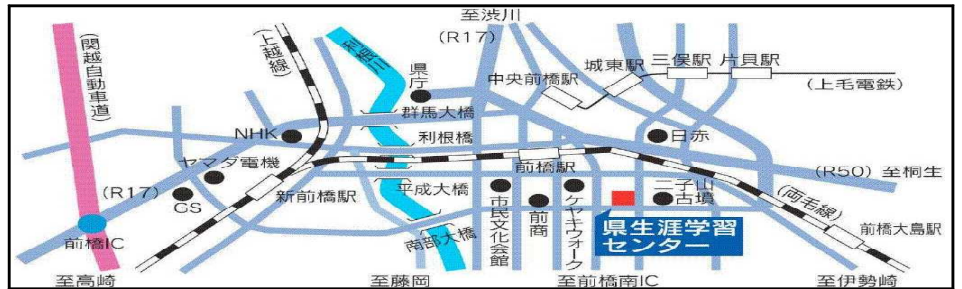 至渋川
(R17)
(関越自動車道)
(上越線)
利根川
県庁
中央前橋駅
城東駅
三俣駅
片貝駅
(上毛電鉄)
群馬大橋
NHK
利根橋
日赤
ヤマダ電機
前橋駅
(R50)至桐生
(R17)
CS
新前橋駅
平成大橋
二子山
古墳
(両毛線)
市民文化会館
前商
ケヤキウォーク
県生涯学習
センター
前橋大島駅
前橋IC
南部大橋
至高崎
至藤岡
至前橋南IC
至伊勢崎